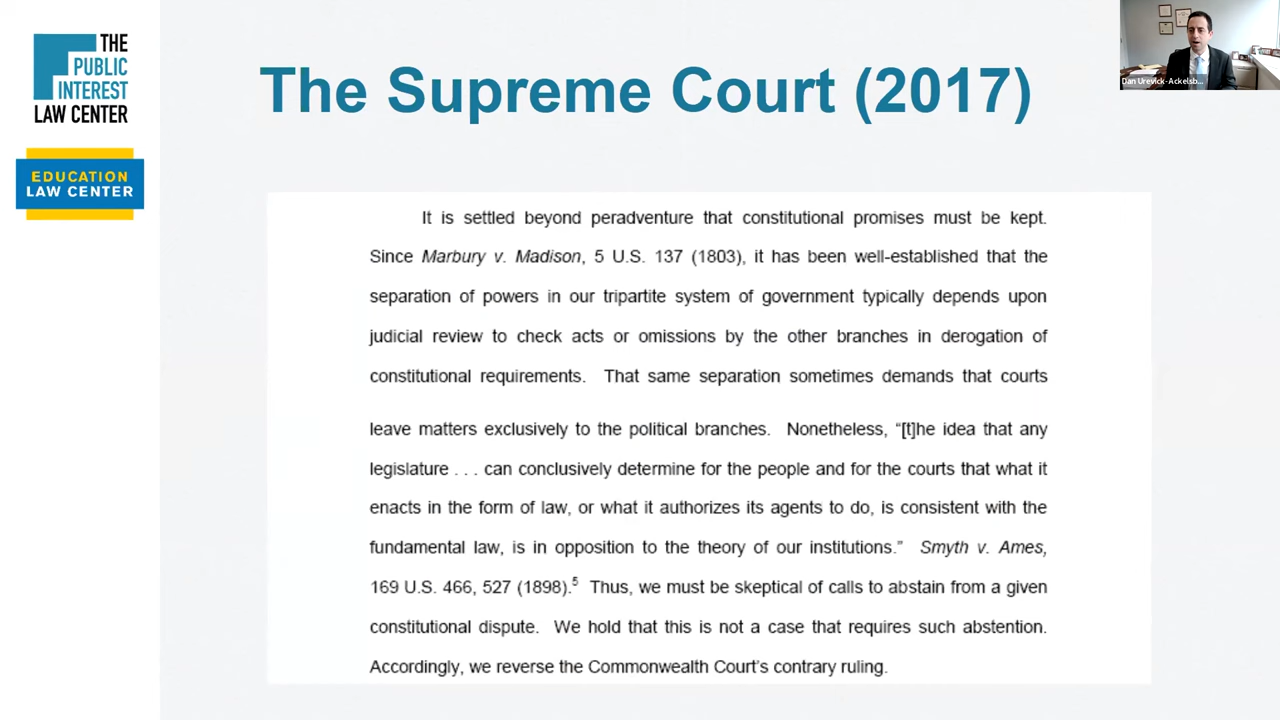 THE
PUBLIC
INTEREST
LAW CENTER
EDUCATION
LAW CENTER
The Supreme Court (2017)
Dan Urevick-Ackelsb...
It is settled beyond peradventure that constitutional promises must be kept.
Since Marbury v. Madison, 5 U.S. 137 (1803), it has been well-established that the
separation of powers in our tripartite system of government typically depends upon
judicial review to check acts or omissions by the other branches in derogation of
constitutional requirements. That same separation sometimes demands that courts
leave matters exclusively to the political branches. Nonetheless, “[t]he idea that any
legislature . . . can conclusively determine for the people and for the courts that what it
enacts in the form of law, or what it authorizes its agents to do, is consistent with the
fundamental law, is in opposition to the theory of our institutions.” Smyth v. Ames,
169 U.S. 466, 527 (1898).5 Thus, we must be skeptical of calls to abstain from a given
constitutional dispute. We hold that this is not a case that requires such abstention.
Accordingly, we reverse the Commonwealth Court’s contrary ruling.